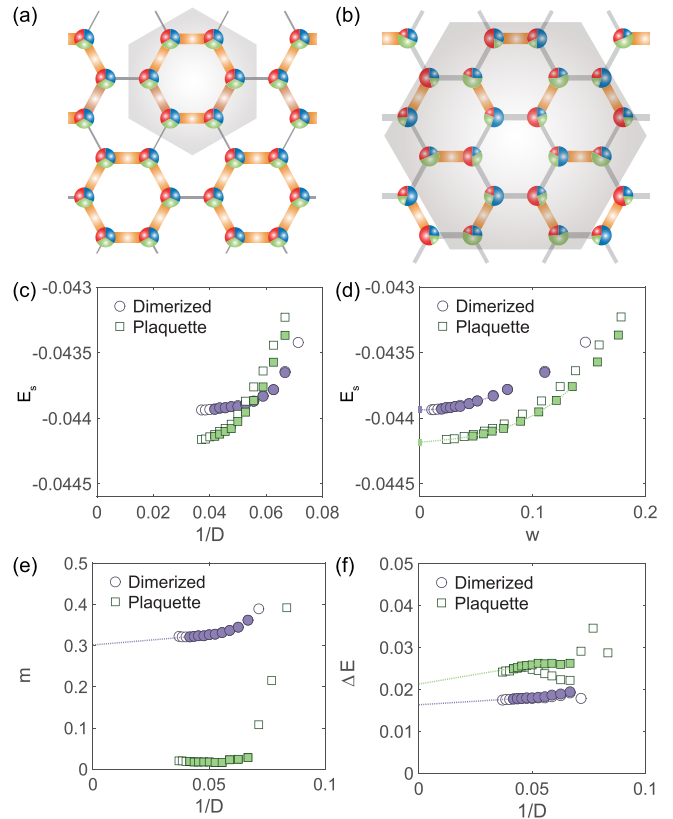 (a)
(b)
(c)
-0.043
-0.0435
-0.044
-0.0445
E_s
Dimerized
Plaquette
0
0.02
0.04
0.06
0.08
1/D
(d)
-0.043
-0.0435
-0.044
-0.0445
E_s
Dimerized
Plaquette
0
0.1
0.2
w
(e)
0.5
0.4
0.3
0.2
0.1
0
m
Dimerized
Plaquette
0
0.05
0.1
1/D
(f)
0.05
0.04
0.03
0.02
0.01
0
Δ E
Dimerized
Plaquette
0
0.05
0.1
1/D